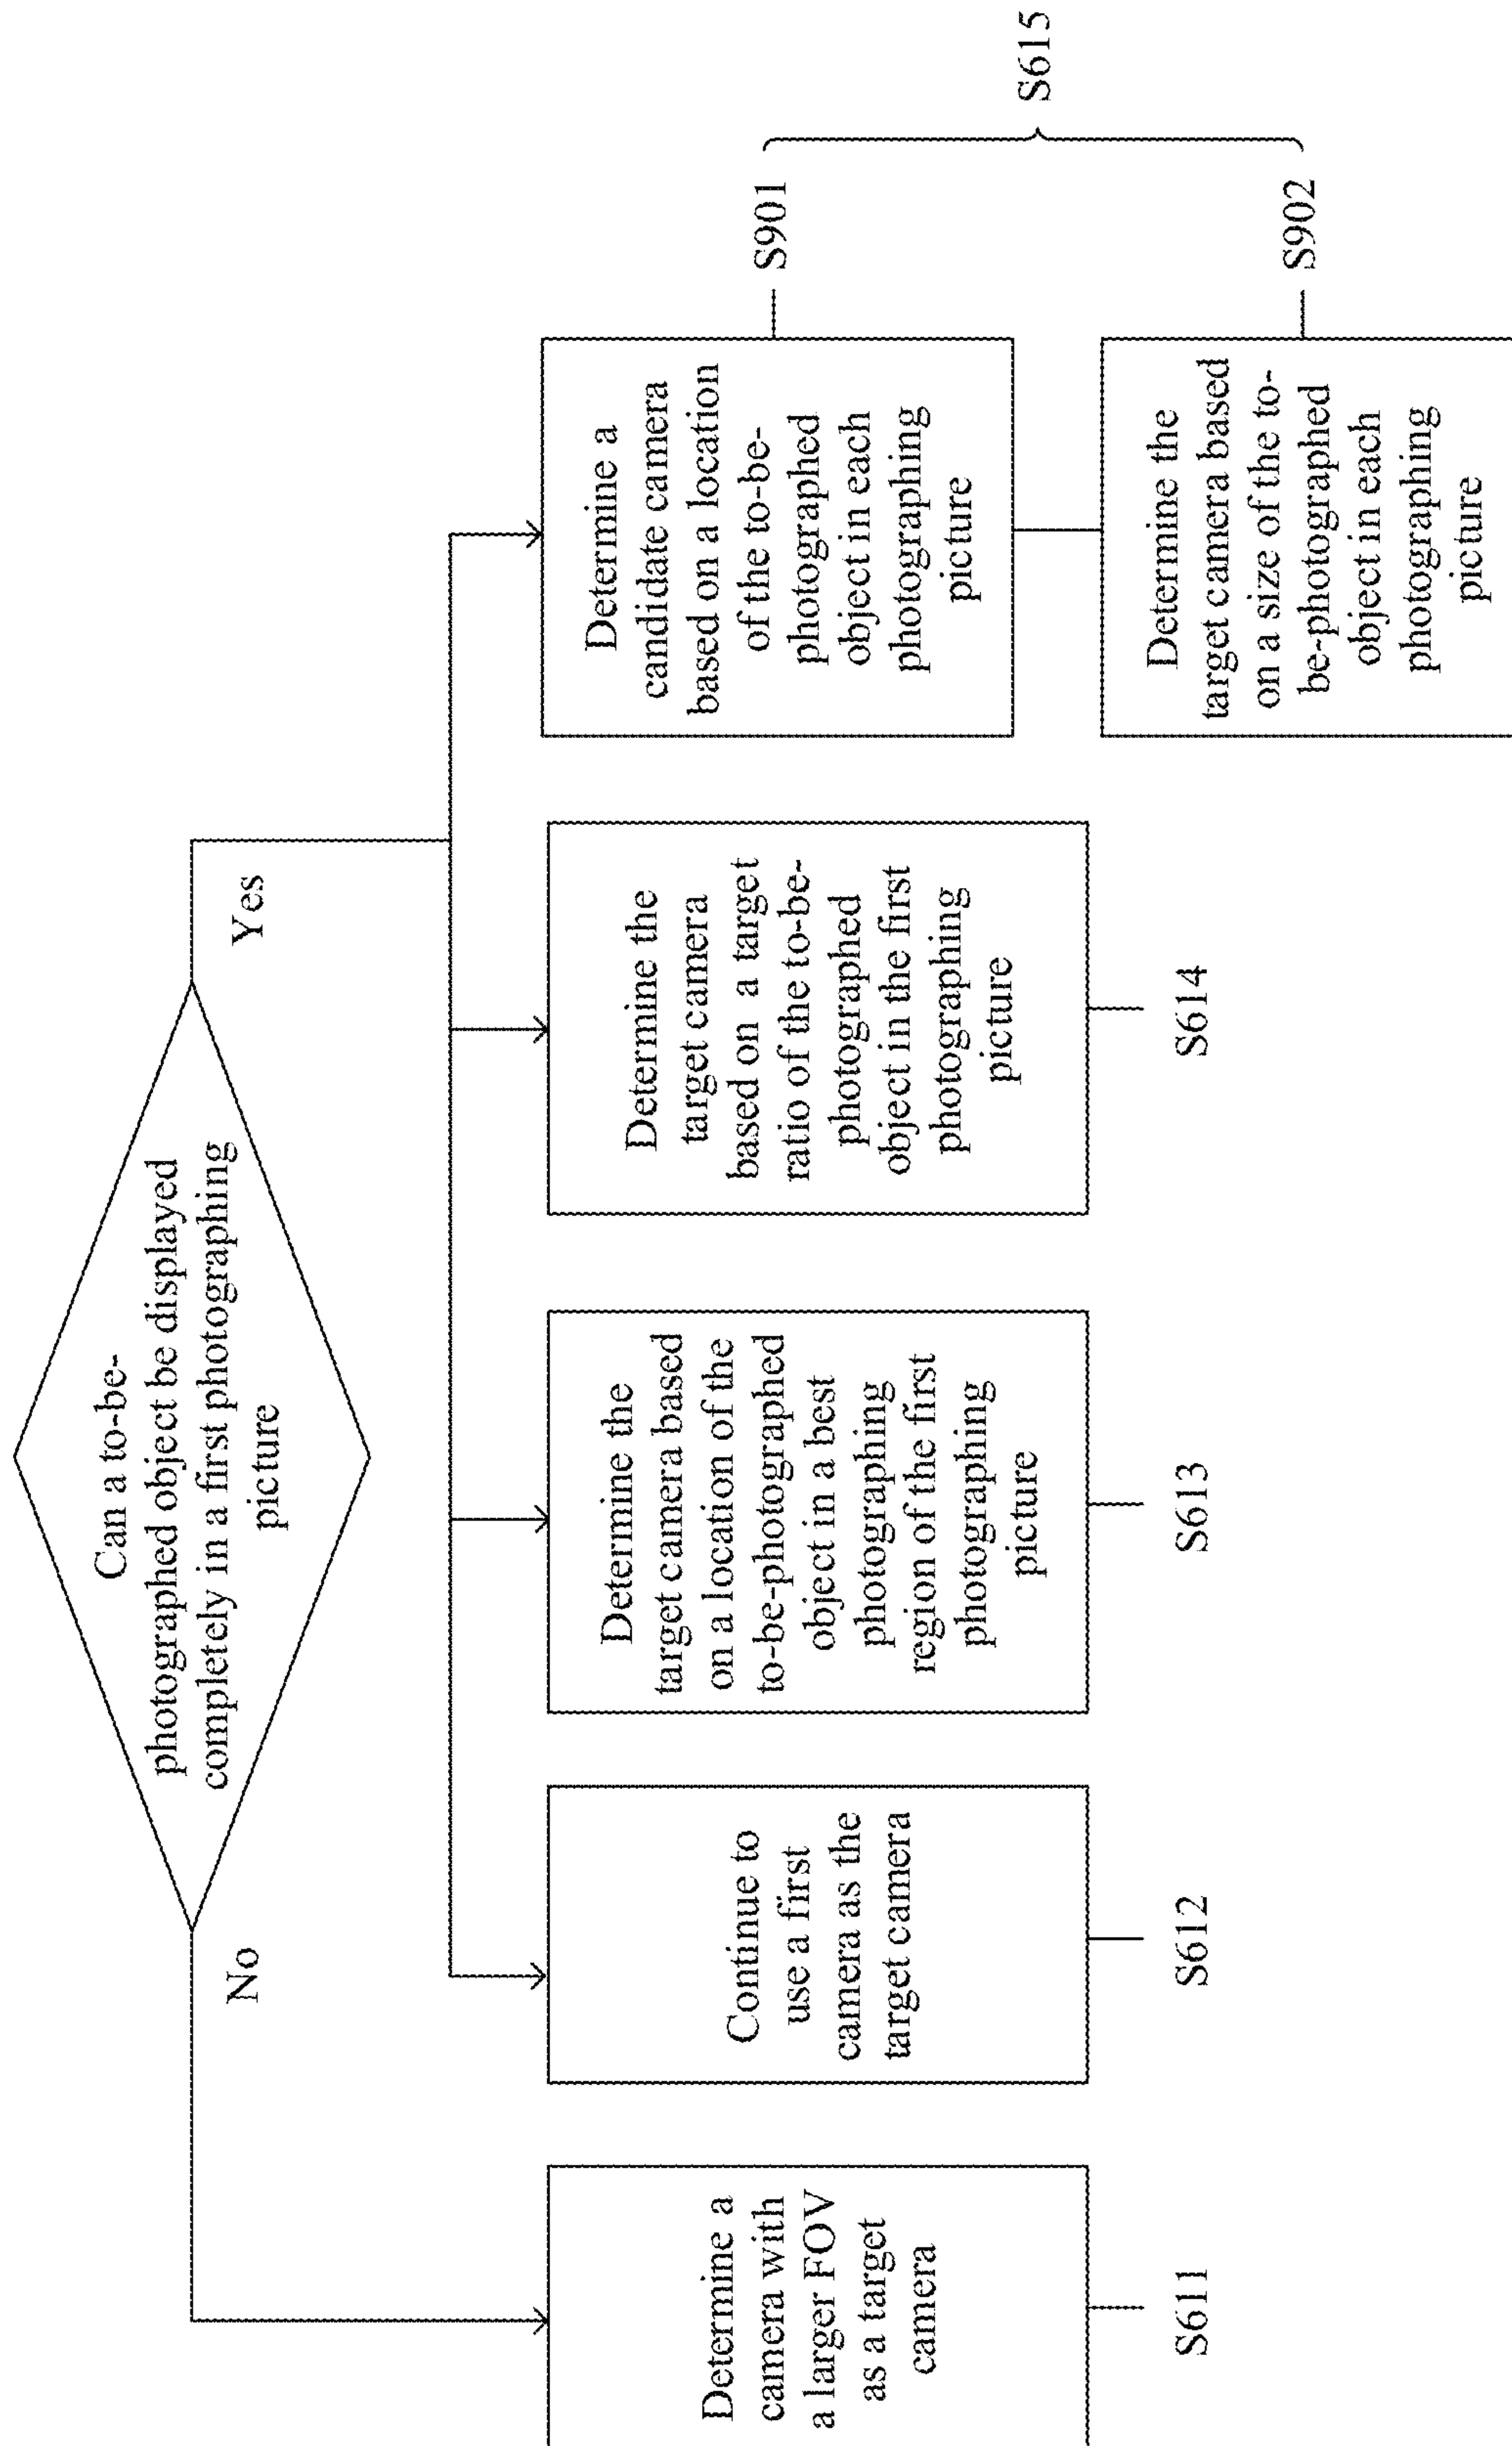 Can a to-be-
photographed object be displayed
completely in a first photographing
picture
No
Yes
Determine a
camera with
a larger FOV
as a target
camera
S611
Continue to
use a first
camera as the
target camera
S612
Determine the
target camera based
on a location of the
to-be-photographed
object in a best
photographing
region of the first
photographing
picture
S613
Determine the
target camera
based on a target
ratio of the to-be-
photographed
object in the first
photographing
picture
S614
Determine a
candidate camera
based on a location
of the to-be-
photographed
object in each
photographing
picture
S901
Determine the
target camera based
on a size of the to-
be-photographed
object in each
photographing
picture
S902
S615